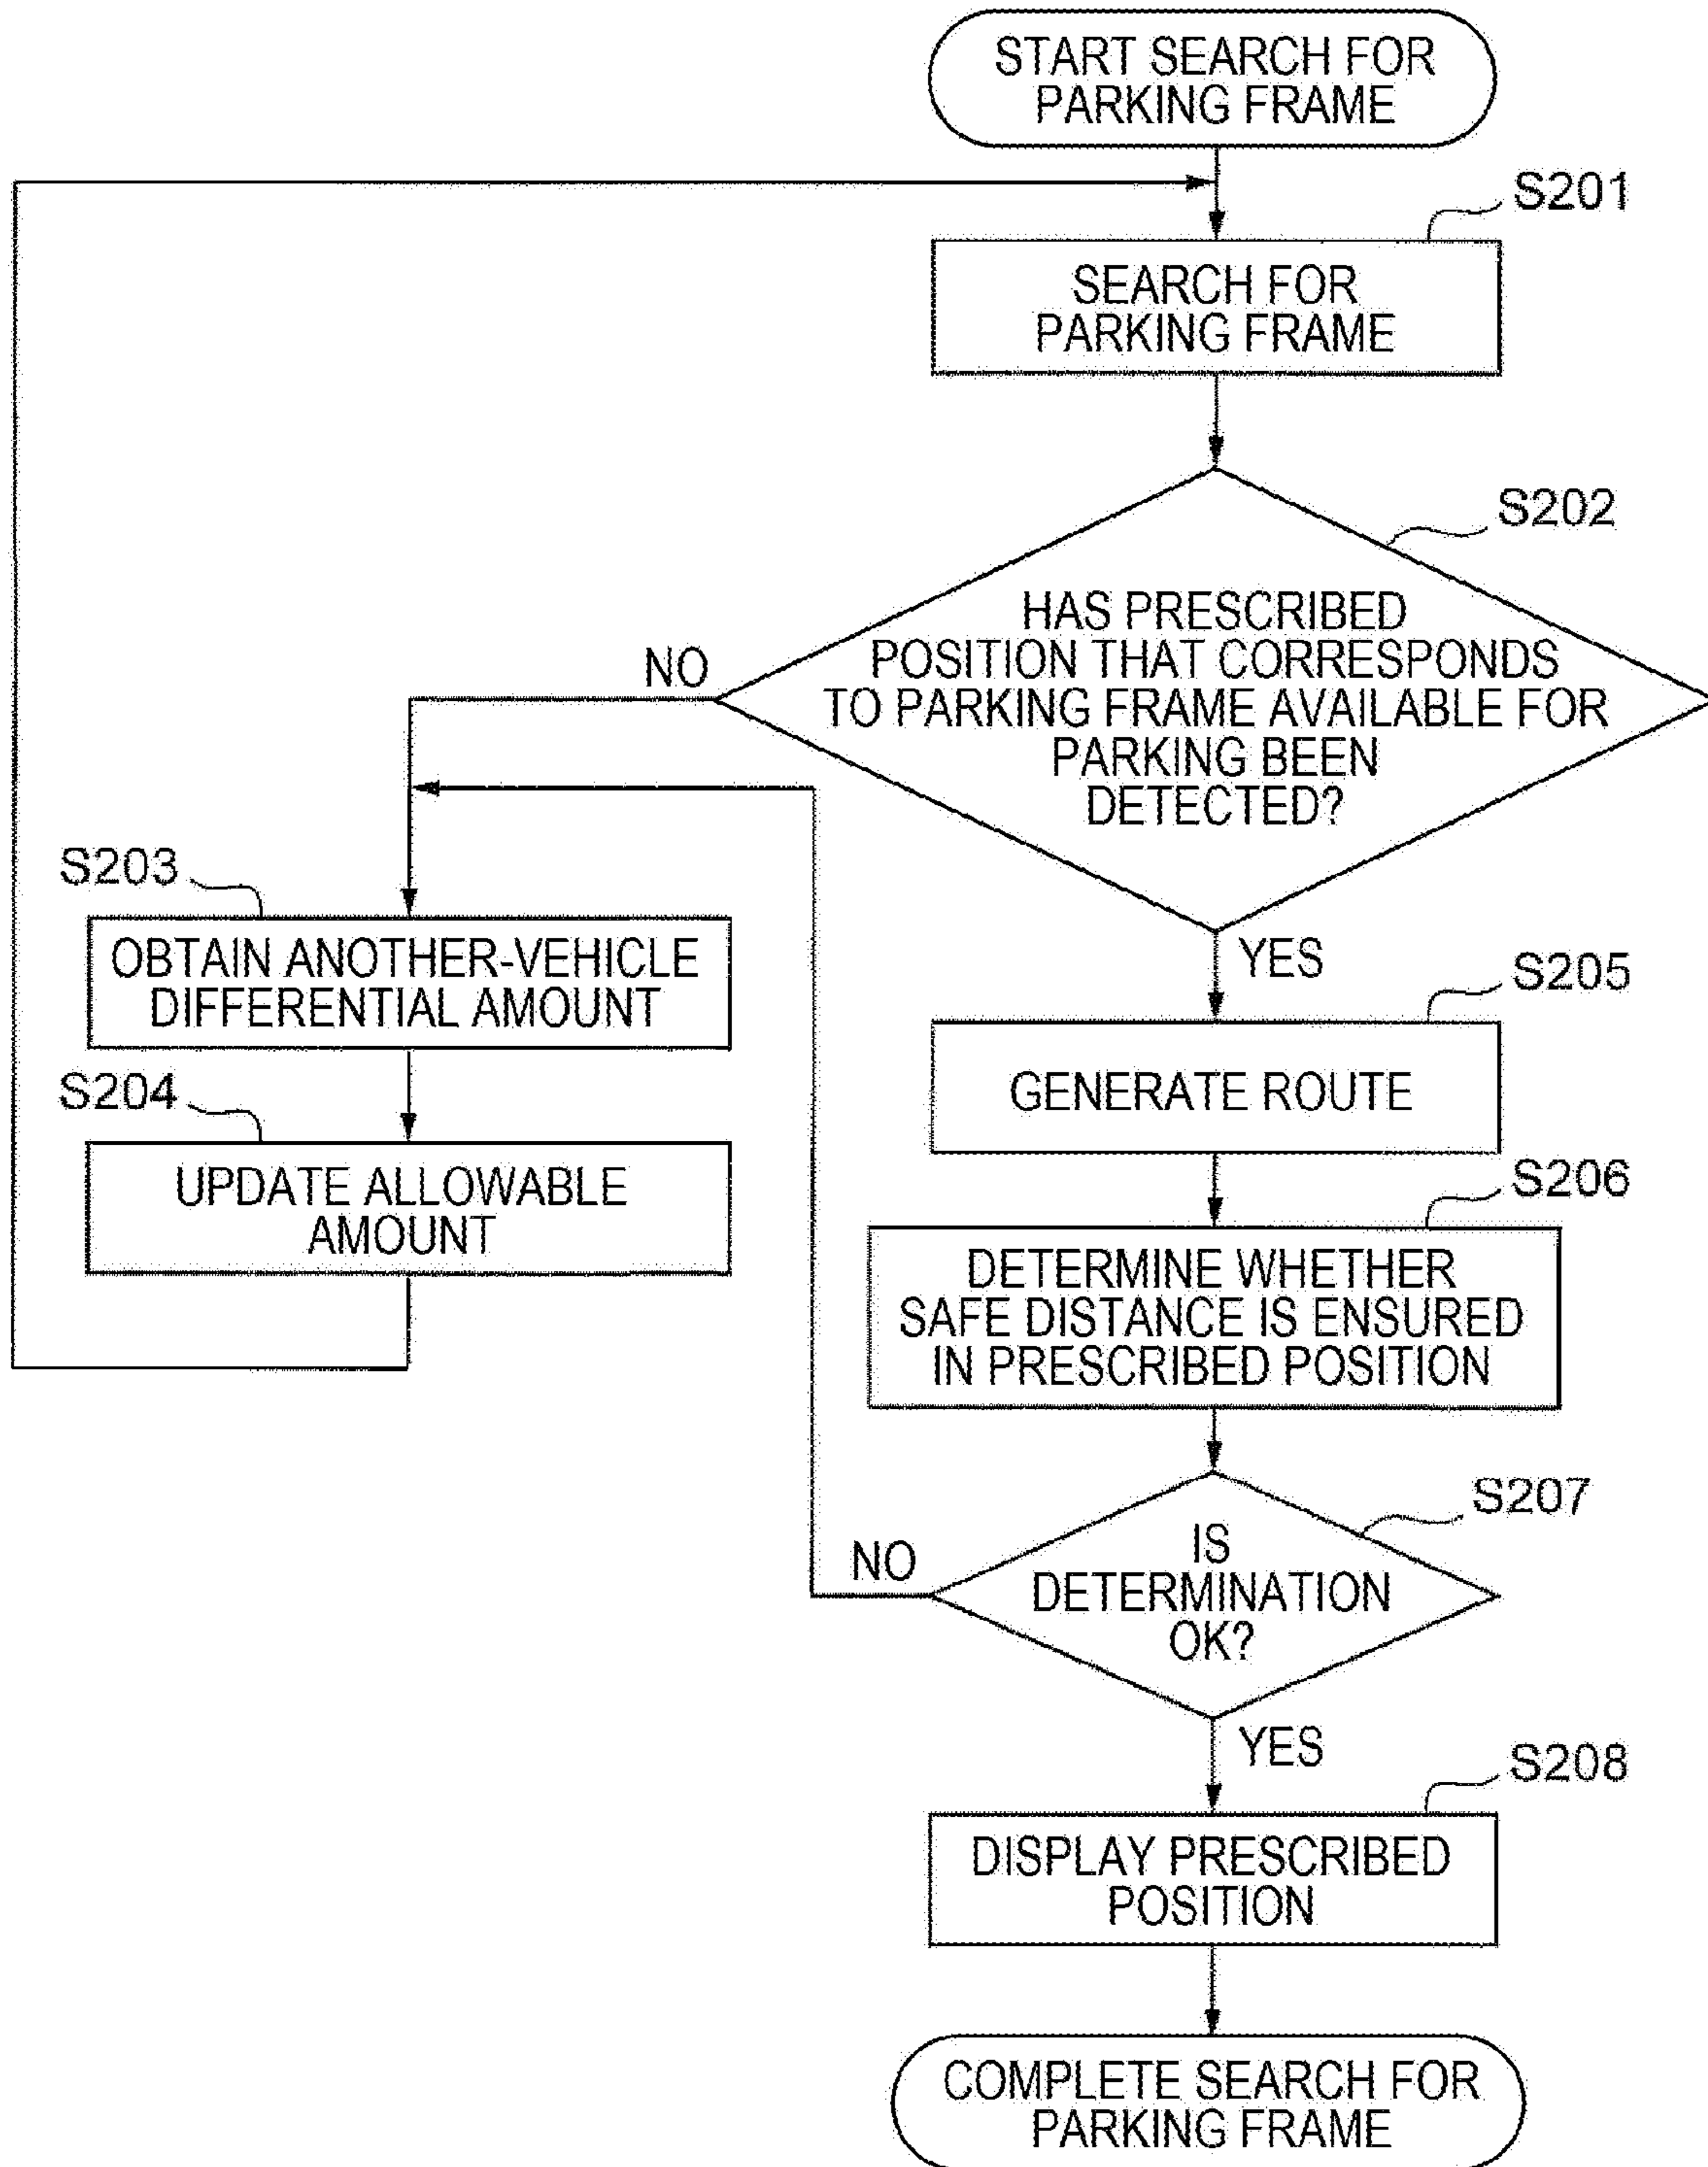 START SEARCH FOR
PARKING FRAME
S201
SEARCH FOR
PARKING FRAME
S202
HAS PRESCRIBED
POSITION THAT CORRESPONDS
TO PARKING FRAME AVAILABLE FOR
PARKING BEEN
DETECTED?
NO
YES
S203
OBTAIN ANOTHER-VEHICLE
DIFFERENTIAL AMOUNT
S204
UPDATE ALLOWABLE
AMOUNT
S205
GENERATE ROUTE
S206
DETERMINE WHETHER
SAFE DISTANCE IS ENSURED
IN PRESCRIBED POSITION
S207
IS
DETERMINATION
OK?
NO
YES
S208
DISPLAY PRESCRIBED
POSITION
COMPLETE SEARCH FOR
PARKING FRAME